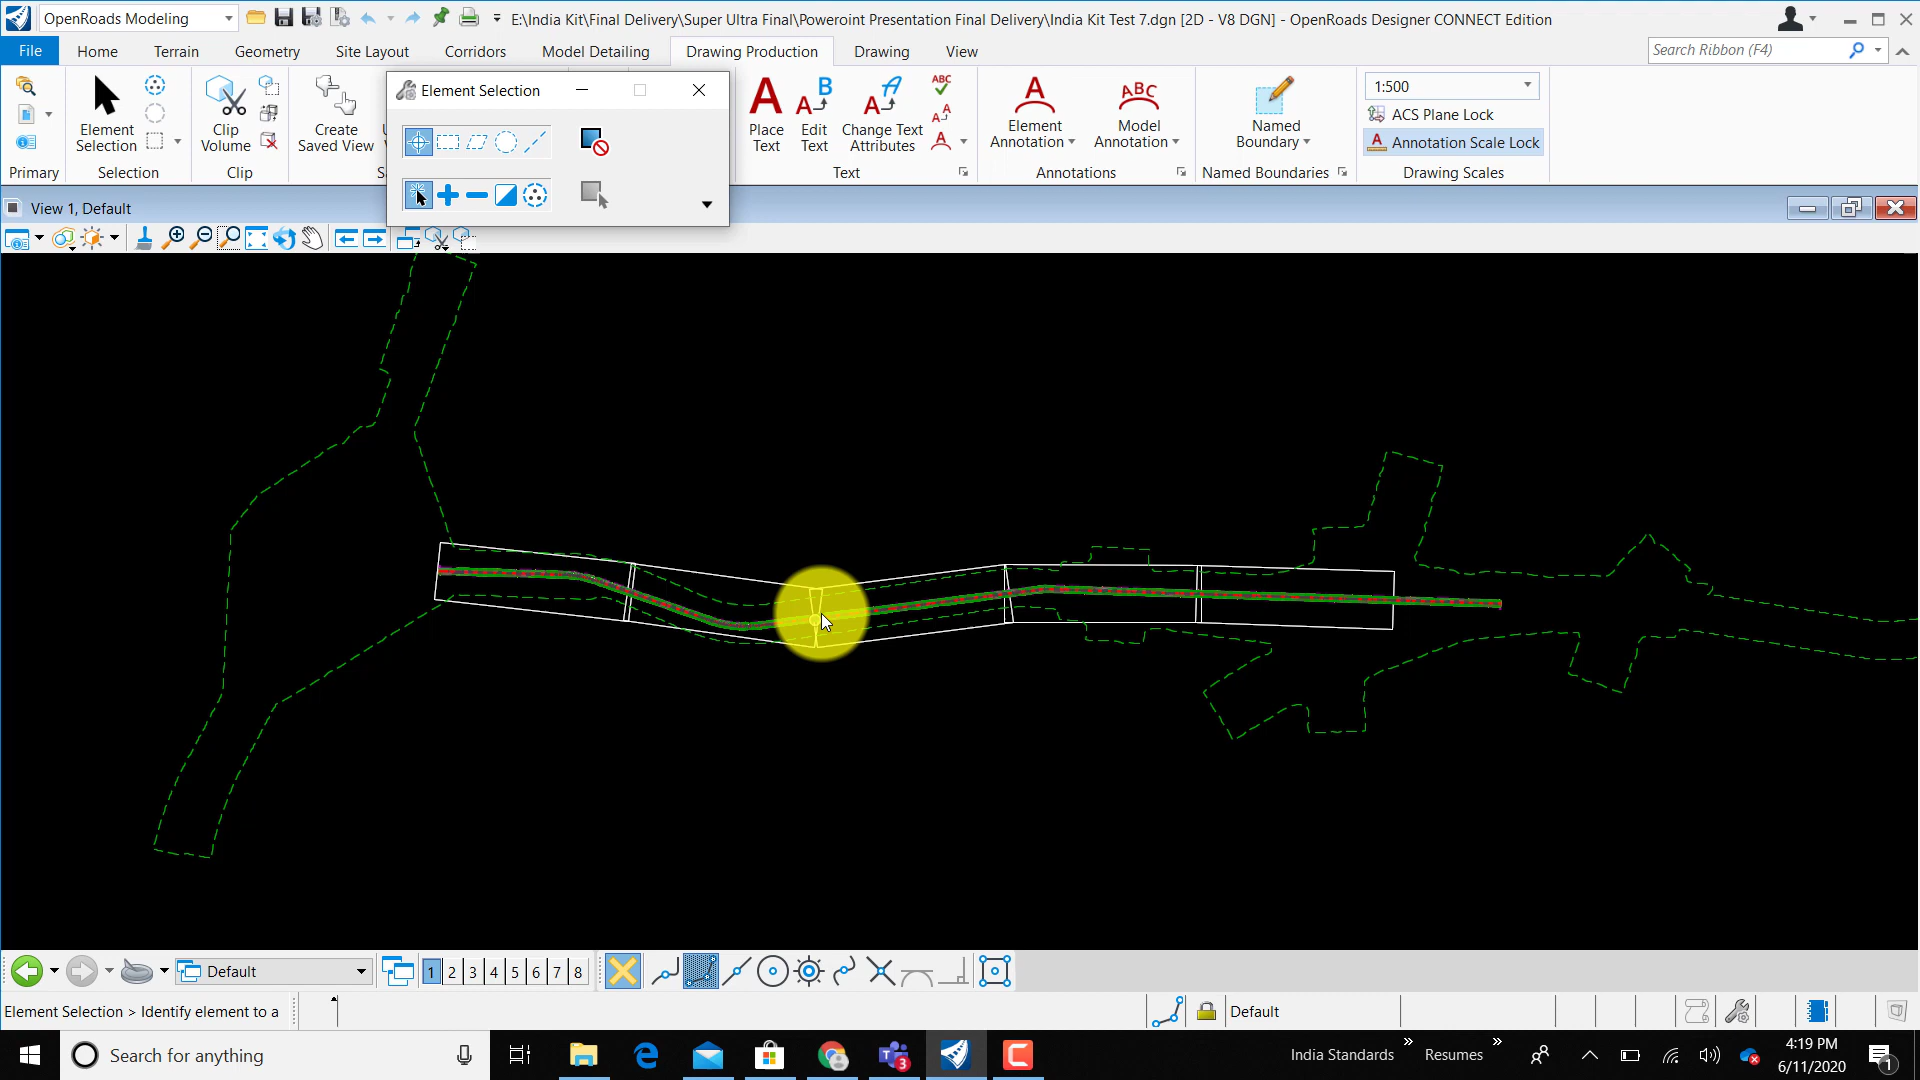 OpenRoads Modeling
E:\India Kit\Final Delivery\Super Ultra Final\Poweroint Presentation Final Delivery\India Kit Test 7.dgn [2D - V8 DGN] - OpenRoads Designer CONNECT Edition
File Home Terrain Geometry Site Layout Corridors Model Detailing Drawing Production Drawing View Search Ribbon (F4)
Element Selection
Element Selection
Clip Volume
Create Saved View
A Place Text
A B Edit Text
A A Change Text Attributes
ABC
A A
A
A Element Annotation
ABC Model Annotation
Named Boundary
1:500
ACS Plane Lock
A Annotation Scale Lock
Primary Selection Clip Text Annotations Named Boundaries Drawing Scales
View 1, Default
Default 1 2 3 4 5 6 7 8
Element Selection > Identify element to a
Default
Search for anything
3
India Standards » Resumes »
4:19 PM
6/11/2020
1